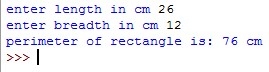 enter length in cm 26
enter breadth in cm 12
perimeter of rectangle is: 76 cm
>>>